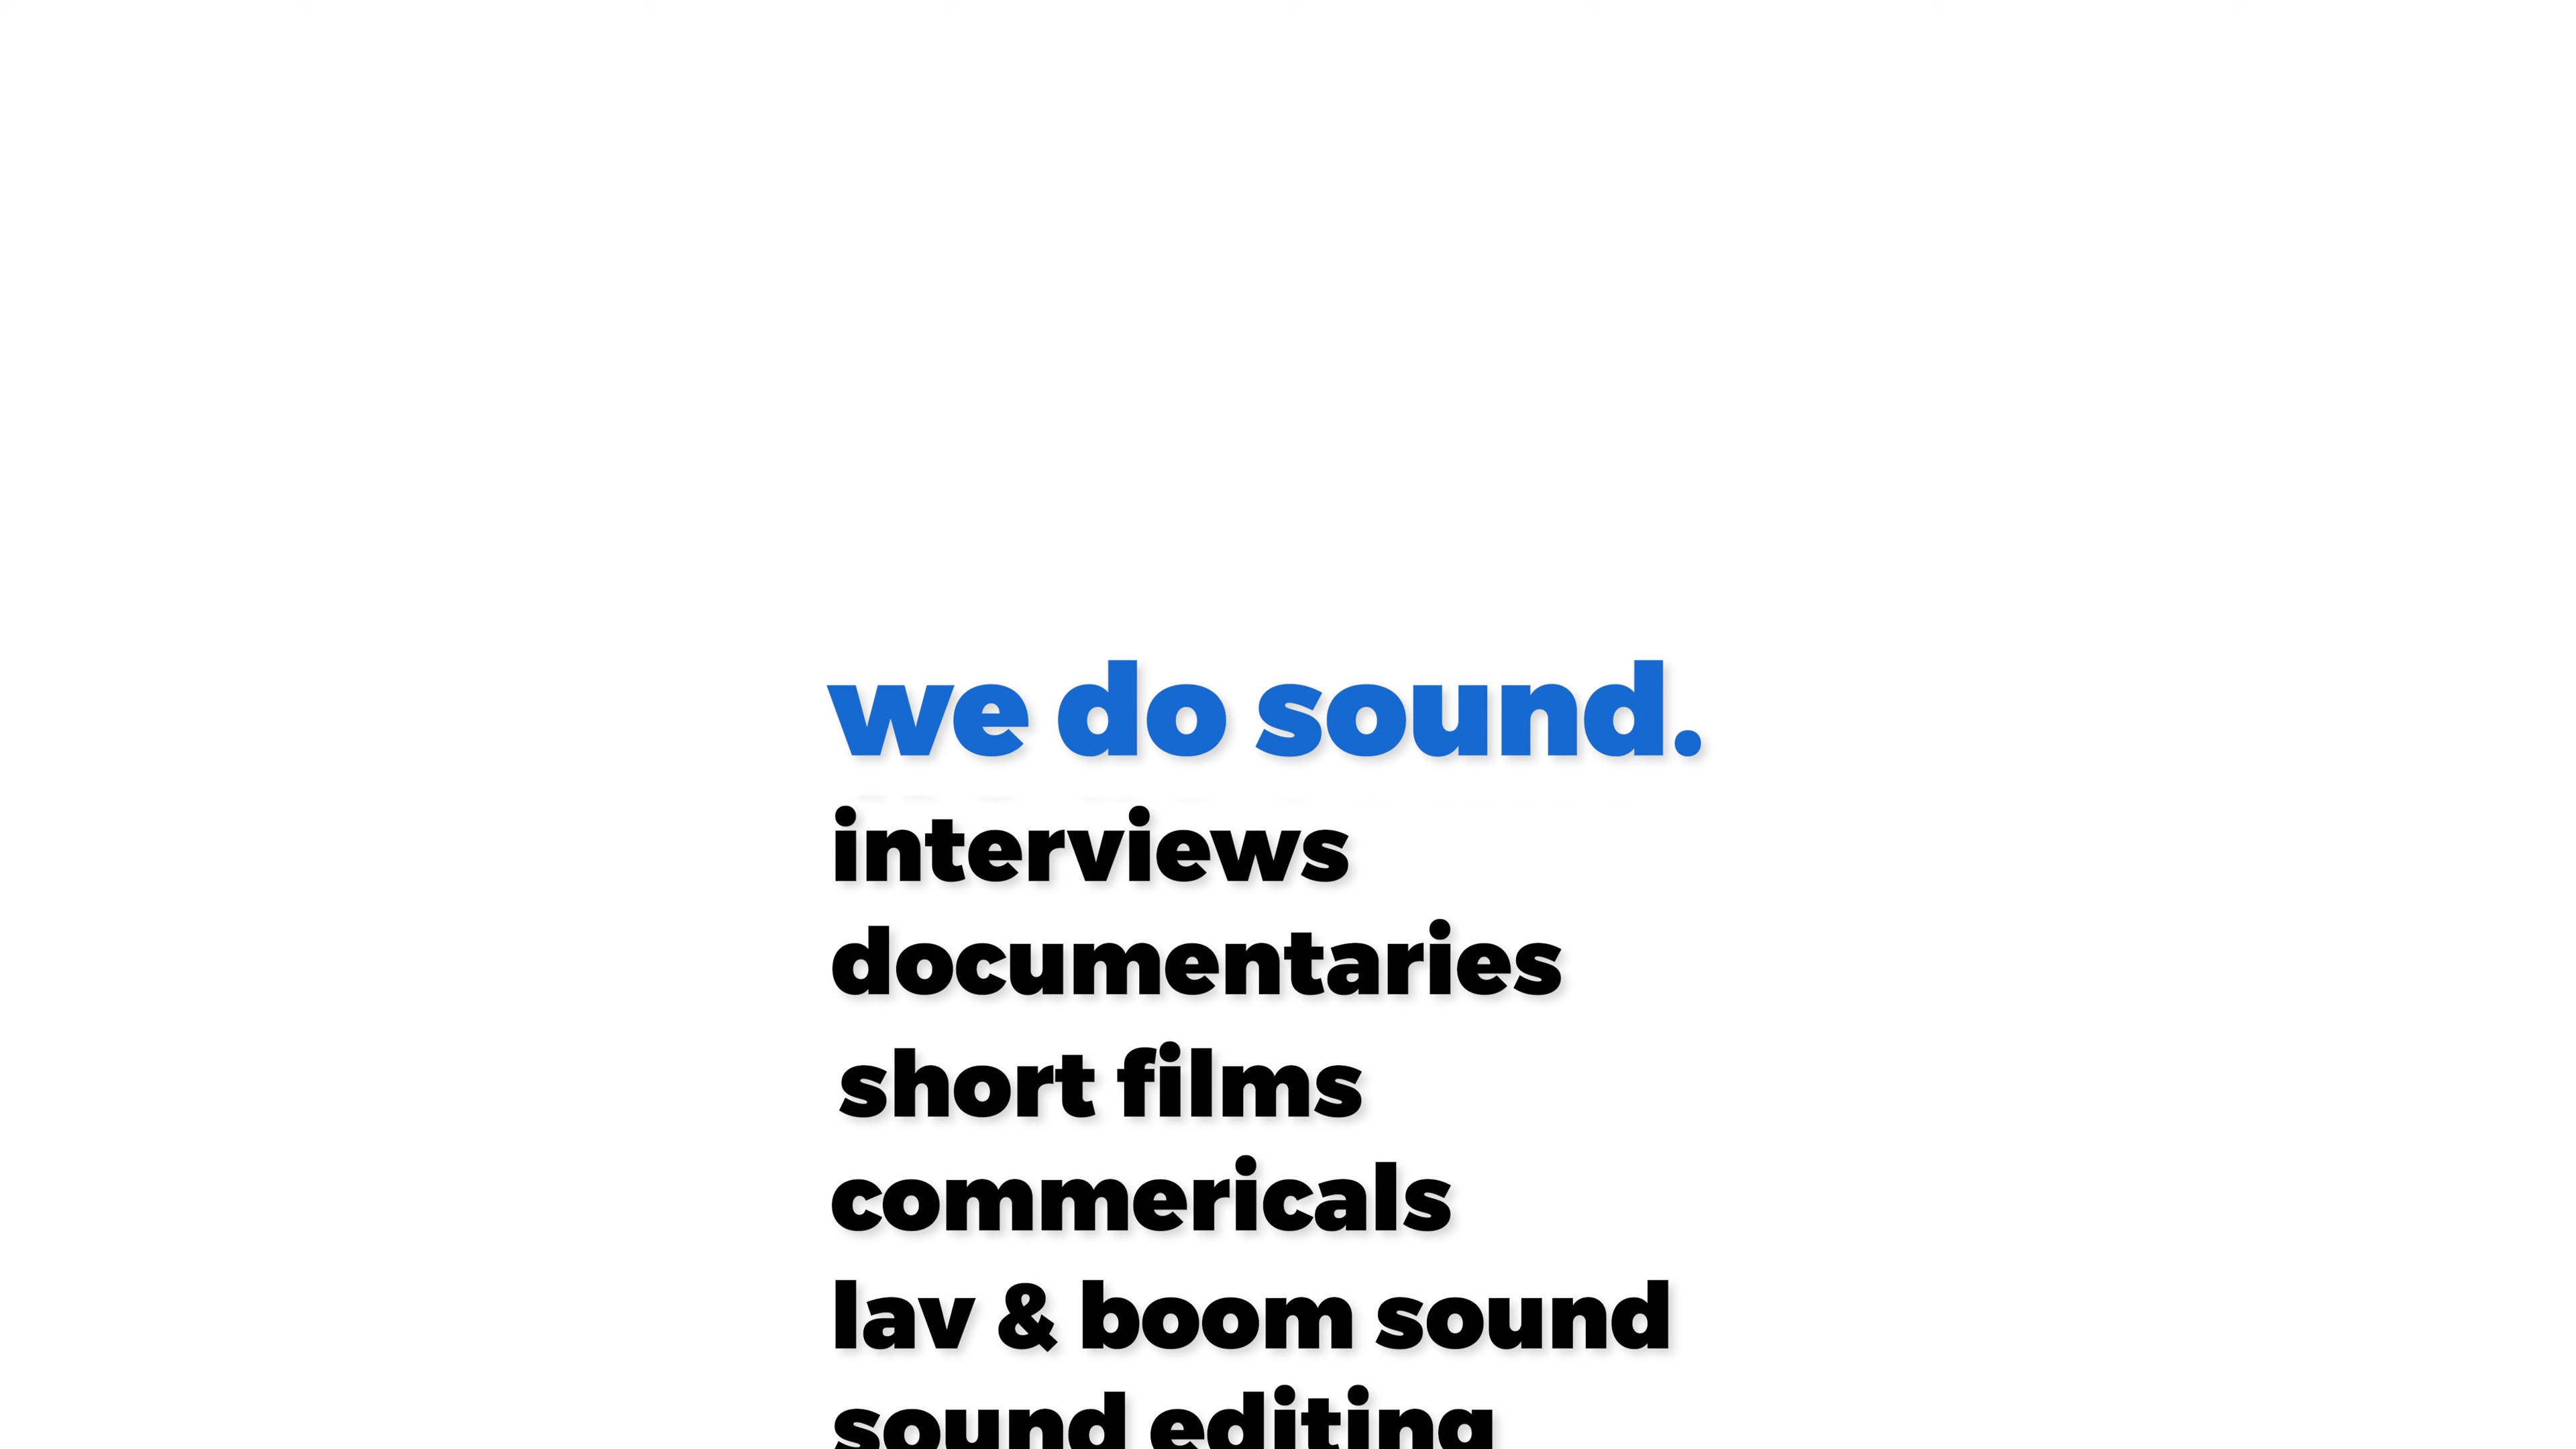 we do sound.
interviews
documentaries
short films
commericals
lav & boom sound
sound editing